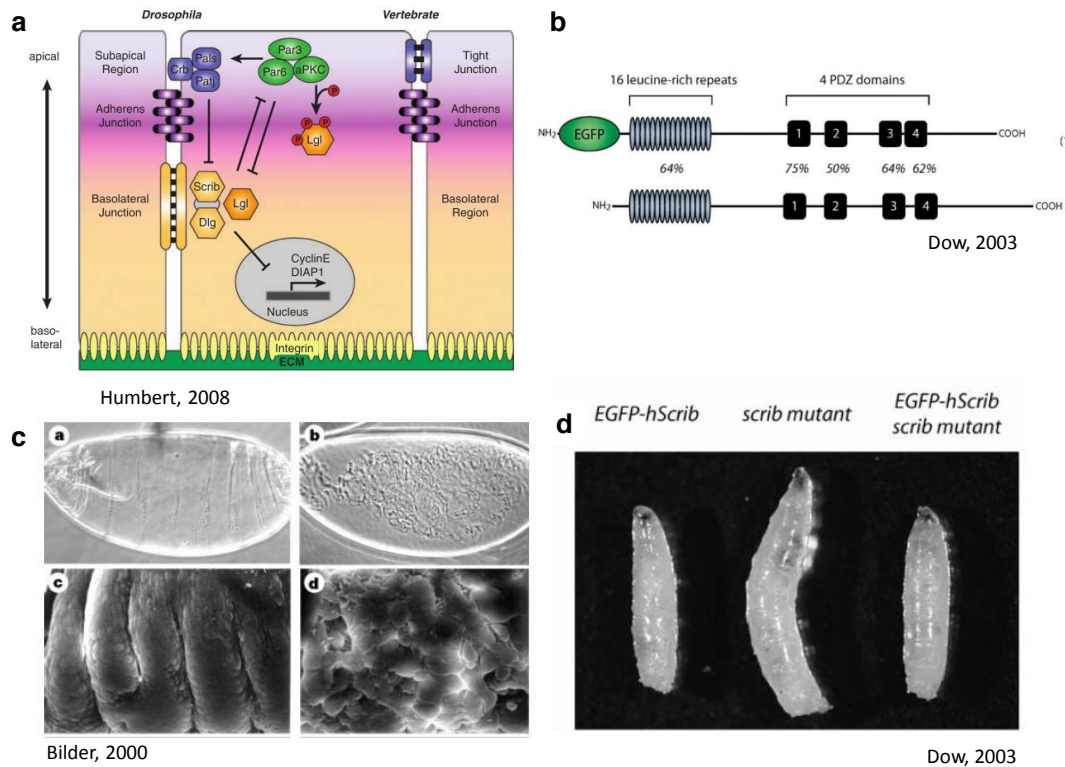 a
Drosophila
Vertebrate
apical
baso-
lateral
Subapical
Region
Adherens
Junction
Basolateral
Junction
Crb
Pals
Patj
Par3
Par6
aPKC
P
P
P
P
Lgl
Scrib
Dlg
Lgl
CyclinE
DIAP1
Nucleus
Integrin
ECM
Tight
Junction
Adherens
Junction
Basolateral
Region
Humbert, 2008
b
16 leucine-rich repeats
4 PDZ domains
NH2
EGFP
1
2
3
4
COOH
(
64%
75%
50%
64%
62%
NH2
1
2
3
4
COOH
Dow, 2003
c
a
b
c
d
Bilder, 2000
d
EGFP-hScrib
scrib mutant
EGFP-hScrib
scrib mutant
Dow, 2003